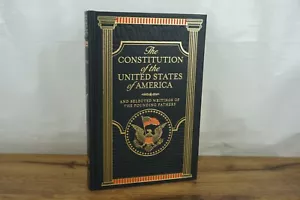 The
CONSTITUTION
of the
UNITED STATES
of AMERICA
AND SELECTED WRITINGS OF
THE FOUNDING FATHERS